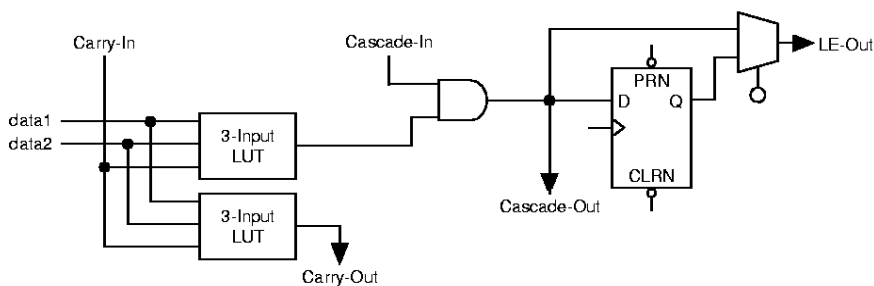 Carry-In
Cascade-In
LE-Out
PRN
data1
D
Q
data2
3-Input
LUT
CLRN
3-Input
LUT
Cascade-Out
Carry-Out